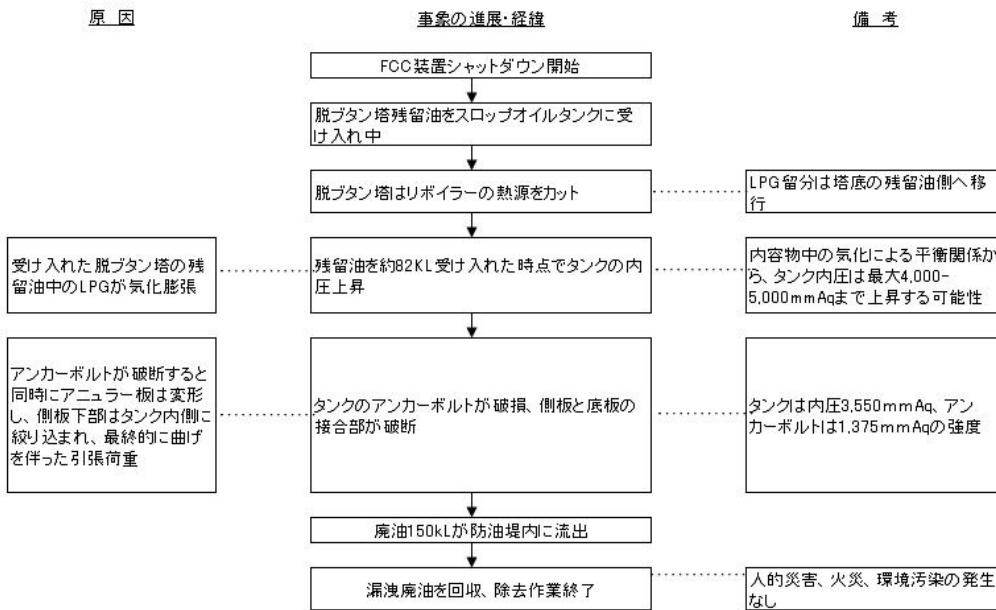 原 因
事象の進展・経緯
備 考
FCC装置シャットダウン開始
脱ブタン塔残留油をスロップオイルタンクに受
け入れ中
脱ブタン塔はリボイラーの熱源をカット
LPG留分は塔底の残留油側へ移
行
受け入れた脱ブタン塔の残
留油中のLPGが気化膨張
残留油を約82KL受け入れた時点でタンクの内
圧上昇
内容物中の気化による平衡関係か
ら、タンク内圧は最大4,000-
5,000mmAqまで上昇する可能性
アンカーボルトが破断すると
同時にアニュラー板は変形
し、側板下部はタンク内側に
絞り込まれ、最終的に曲げ
を伴った引張荷重
タンクのアンカーボルトが破損、側板と底板の
接合部が破断
タンクは内圧3,550mmAq、アン
カーボルトは1,375mmAqの強度
廃油150kLが防油堤内に流出
漏洩廃油を回収、除去作業終了
人的災害、火災、環境汚染の発生
なし